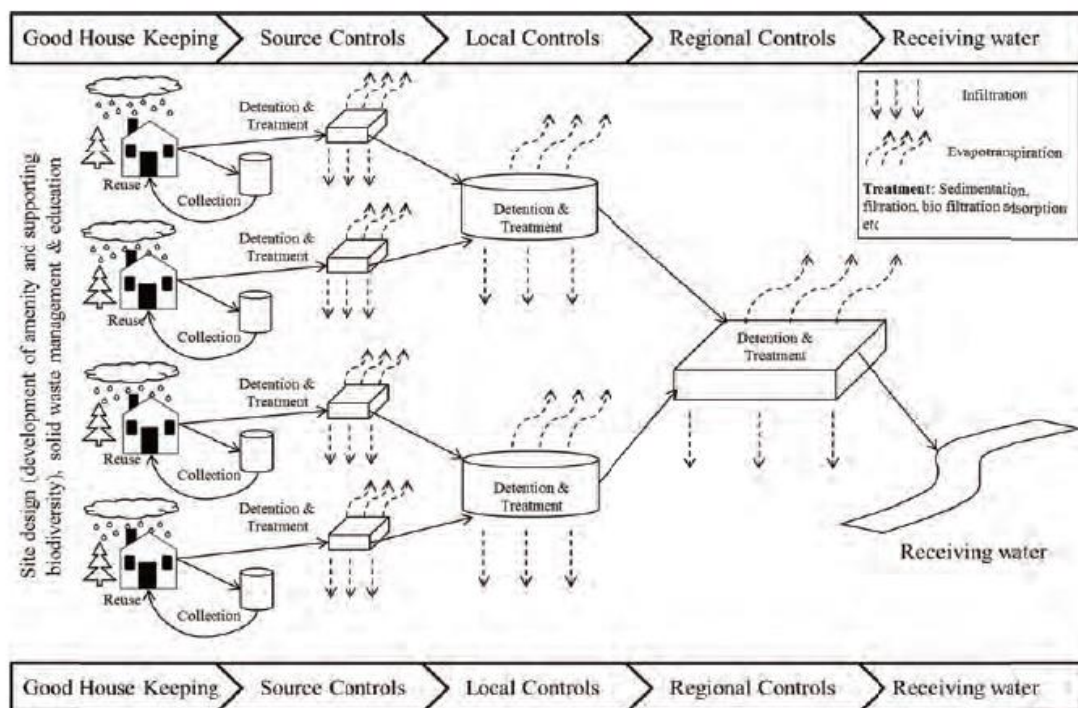 Good House Keeping
Source Controls
Local Controls
Regional Controls
Receiving water
Site design (development of amenity and supporting
biodiversity), solid waste management & education
Reuse
Collection
Detention &
Treatment
Reuse
Collection
Detention &
Treatment
Reuse
Collection
Detention &
Treatment
Reuse
Collection
Detention &
Treatment
Detention &
Treatment
Detention &
Treatment
Detention &
Treatment
Infiltration
Evapotranspiration
Treatment: Sedimentation,
filtration, bio filtration adsorption
etc
Receiving water
Good House Keeping
Source Controls
Local Controls
Regional Controls
Receiving water